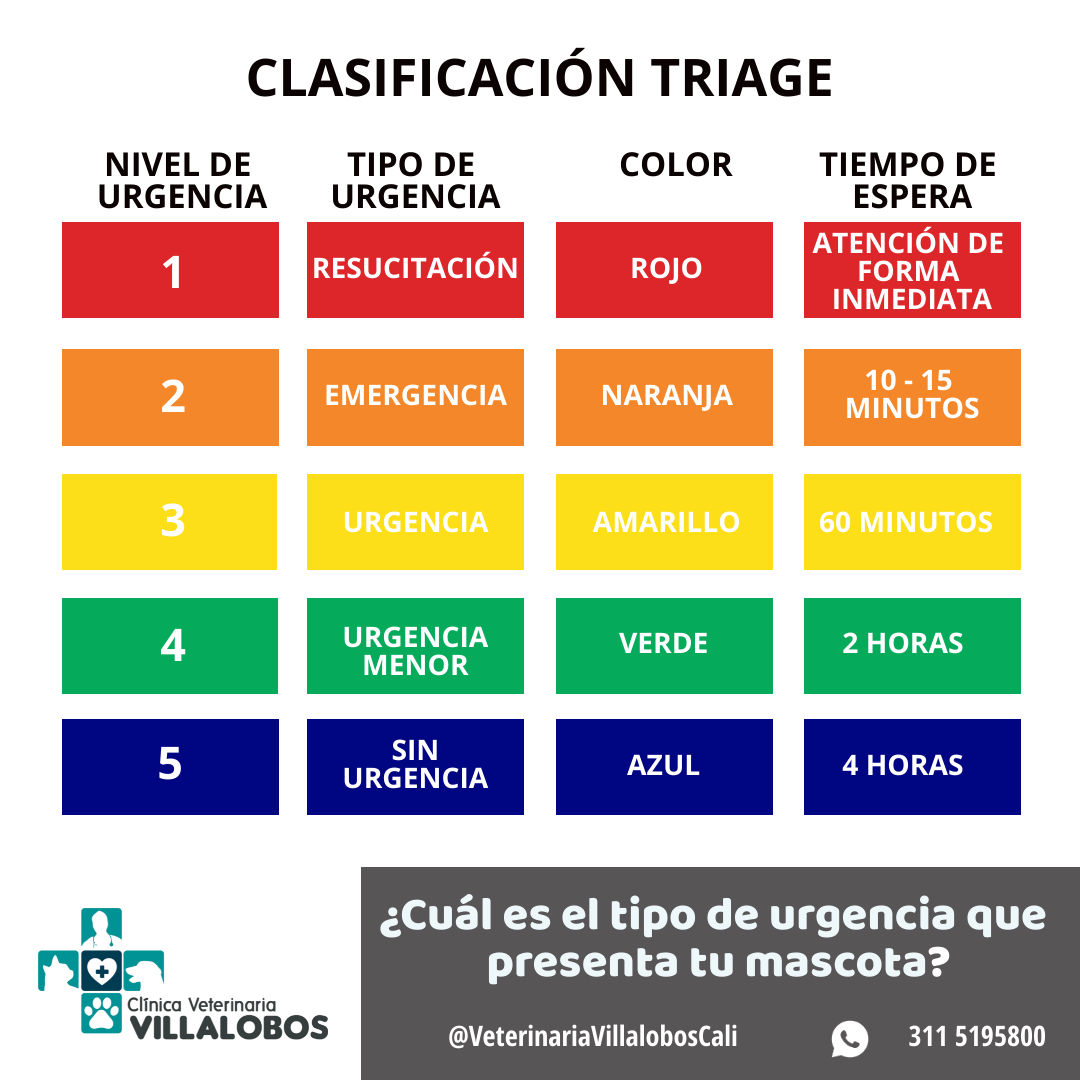 CLASIFICACIÓN TRIAGE
NIVEL DE
URGENCIA
TIPO DE
URGENCIA
COLOR
TIEMPO DE
ESPERA
1
RESUCITACIÓN
ROJO
ATENCIÓN DE
FORMA
INMEDIATA
2
EMERGENCIA
NARANJA
10 - 15
MINUTOS
3
URGENCIA
AMARILLO
60 MINUTOS
4
URGENCIA
MENOR
VERDE
2 HORAS
5
SIN
URGENCIA
AZUL
4 HORAS
Clínica Veterinaria
VILLALOBOS
¿Cuál es el tipo de urgencia que
presenta tu mascota?
@VeterinariaVillalobosCali
311 5195800